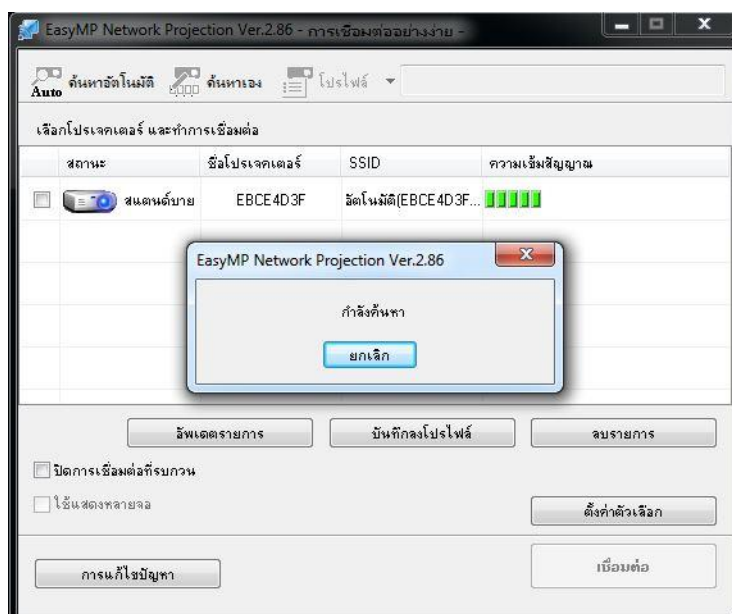 EasyMP Network Projection Ver.2.86 - การเชื่อมต่ออย่างง่าย -
Auto ค้นหาอัตโนมัติ ค้นหาเอง โปรไฟล์
เลือกโปรเจคเตอร์ และทำการเชื่อมต่อ
สถานะ ชื่อโปรเจคเตอร์ SSID ความเข้มสัญญาณ
สแตนด์บาย EBCE4D3F อัตโนมัติ(EBCE4D3F...
EasyMP Network Projection Ver.2.86
กำลังค้นหา
ยกเลิก
อัพเดตรายการ บันทึกลงโปรไฟล์ ลบรายการ
ปิดการเชื่อมต่อที่รบกวน
ใช้แสดงหลายจอ
ตั้งค่าตัวเลือก
การแก้ไขปัญหา เชื่อมต่อ